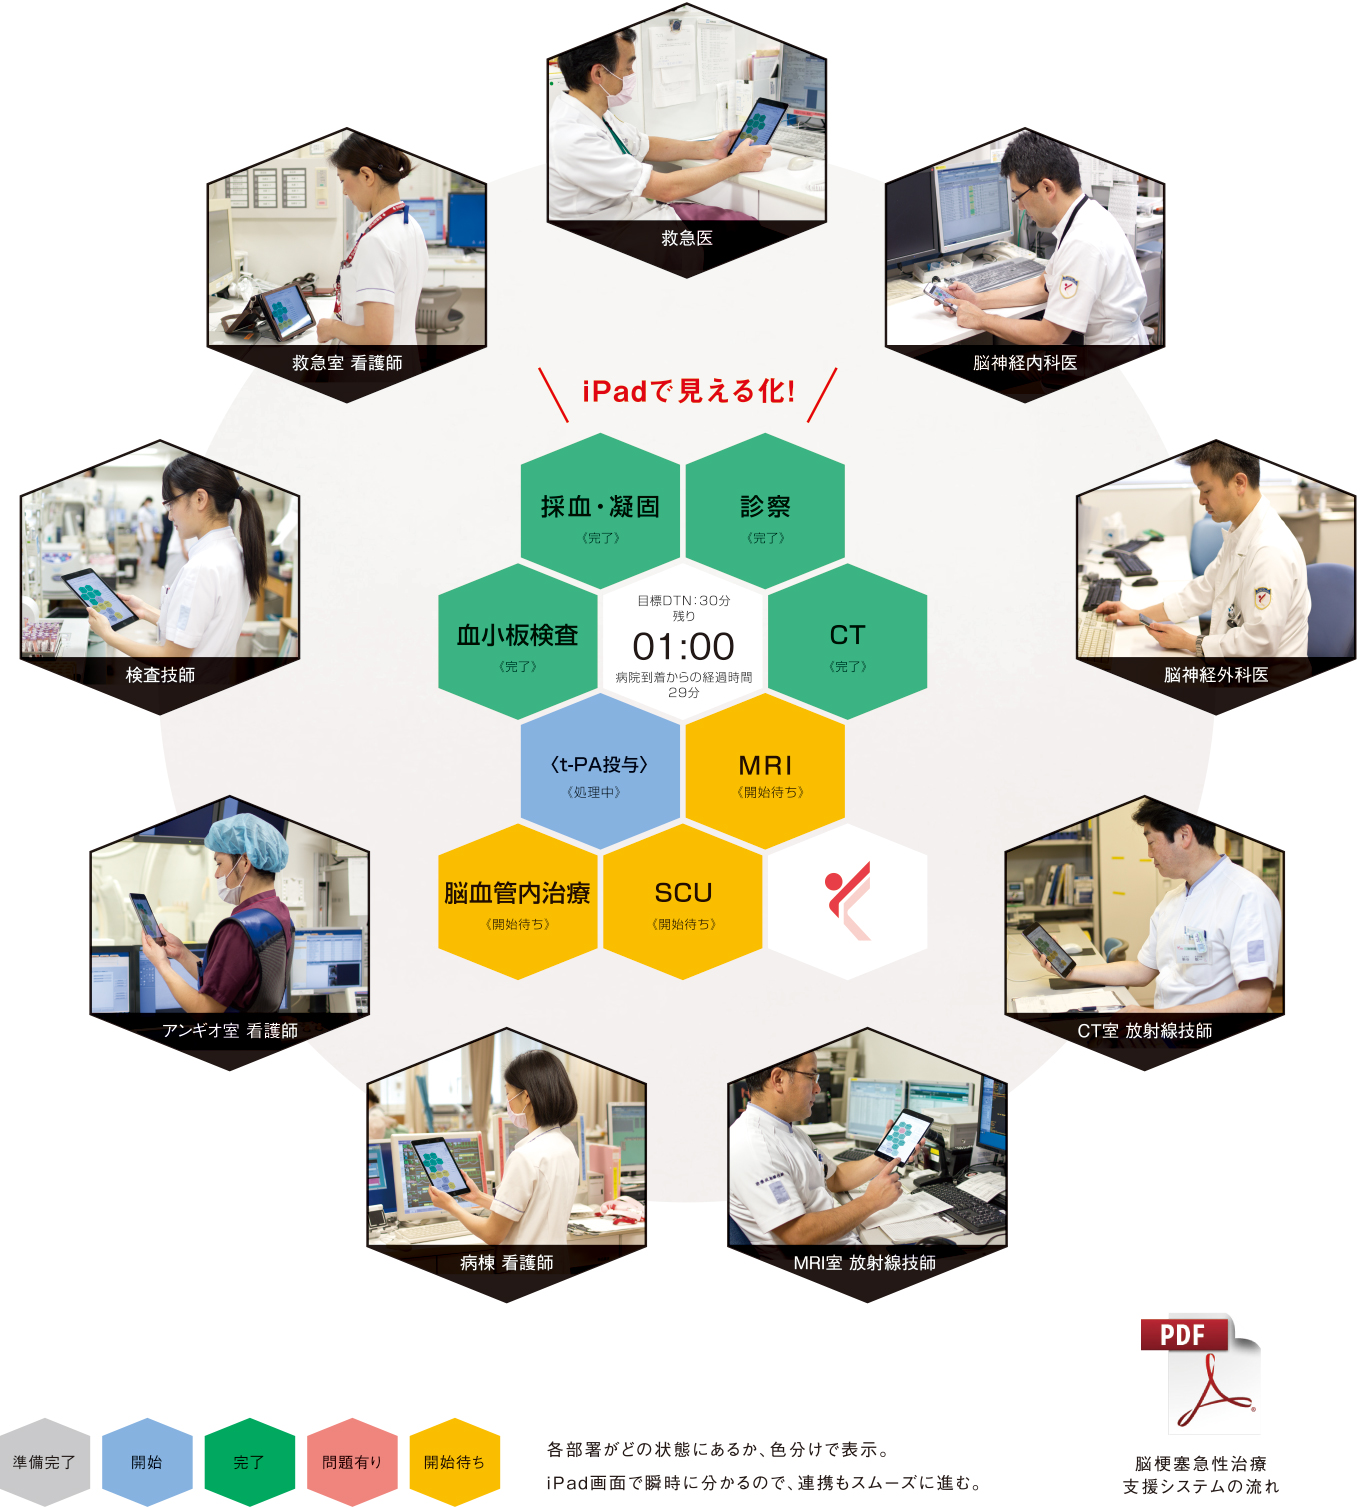 救急医
救急室 看護師
脳神経内科医
iPadで見える化!
採血・凝固
《完了》
診察
《完了》
血小板検査
《完了》
目標DTN:30分
残り
01:00
病院到着からの経過時間
29分
CT
《完了》
検査技師
脳神経外科医
〈t-PA投与〉
《処理中》
MRI
《開始待ち》
脳血管内治療
《開始待ち》
SCU
《開始待ち》
アンギオ室 看護師
CT室 放射線技師
病棟 看護師
MRI室 放射線技師
PDF
脳梗塞急性治療
支援システムの流れ
準備完了
開始
完了
問題有り
開始待ち
各部署がどの状態にあるか、色分けで表示。
iPad画面で瞬時に分かるので、連携もスムーズに進む。